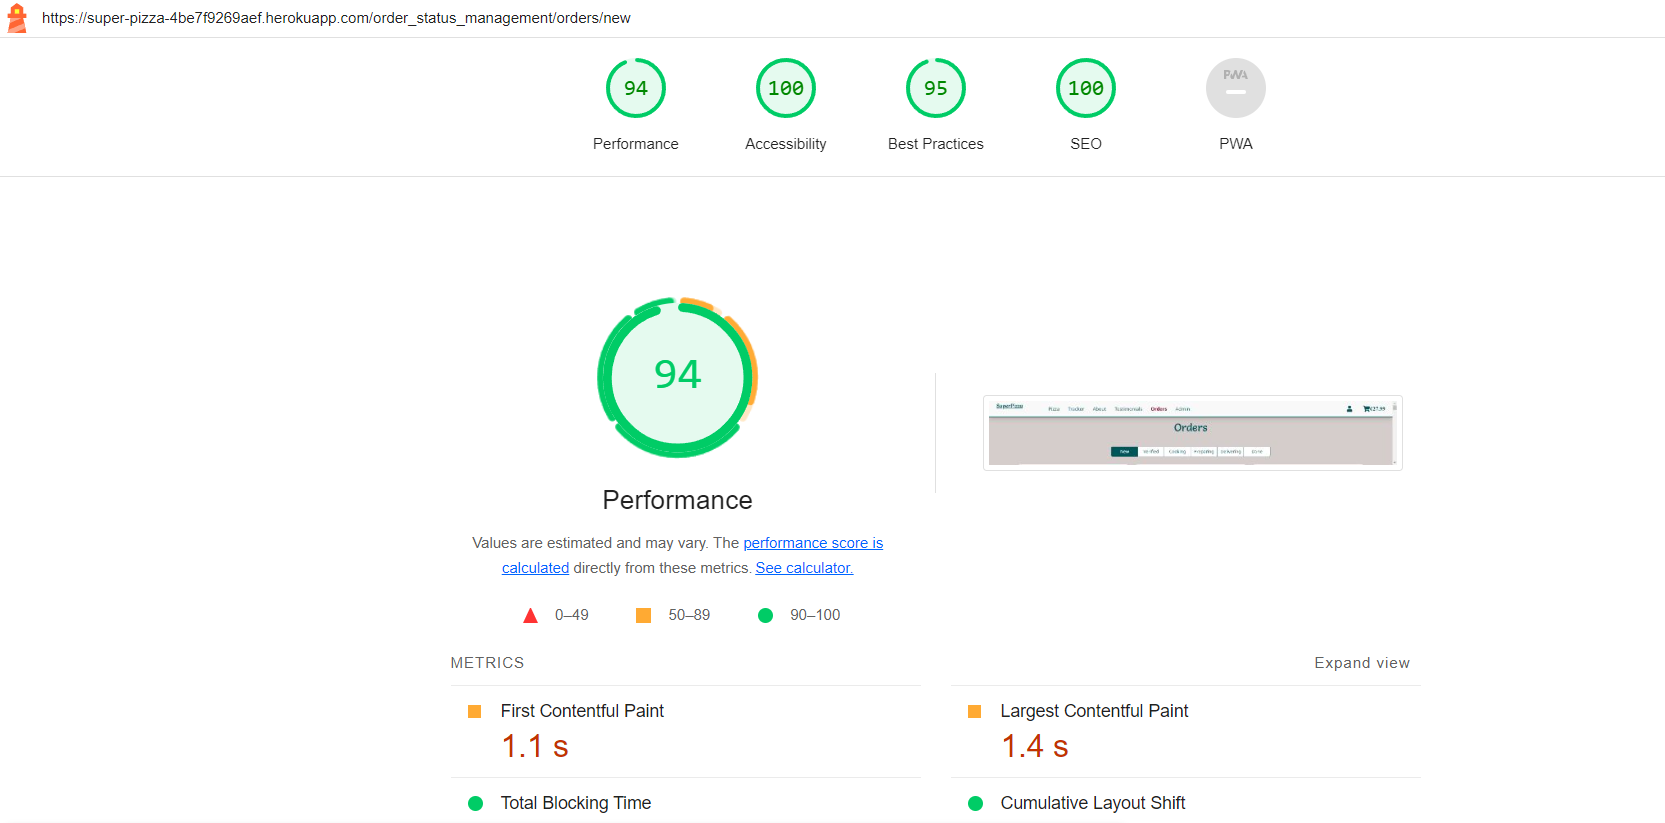 https://super-pizza-4be7f9269aef.herokuapp.com/order_status_management/orders/new
94
100
95
100
PWA
Performance
Accessibility
Best Practices
SEO
PWA
94
SuperPizza
Pizza
Tracker
About
Testimonials
Orders
Admin
Orders
New
Verified
Cooking
Preparing
Delivering
Done
Performance
Values are estimated and may vary. The performance score is
calculated directly from these metrics. See calculator.
0–49
50–89
90–100
METRICS
Expand view
First Contentful Paint
1.1 s
Largest Contentful Paint
1.4 s
Total Blocking Time
Cumulative Layout Shift